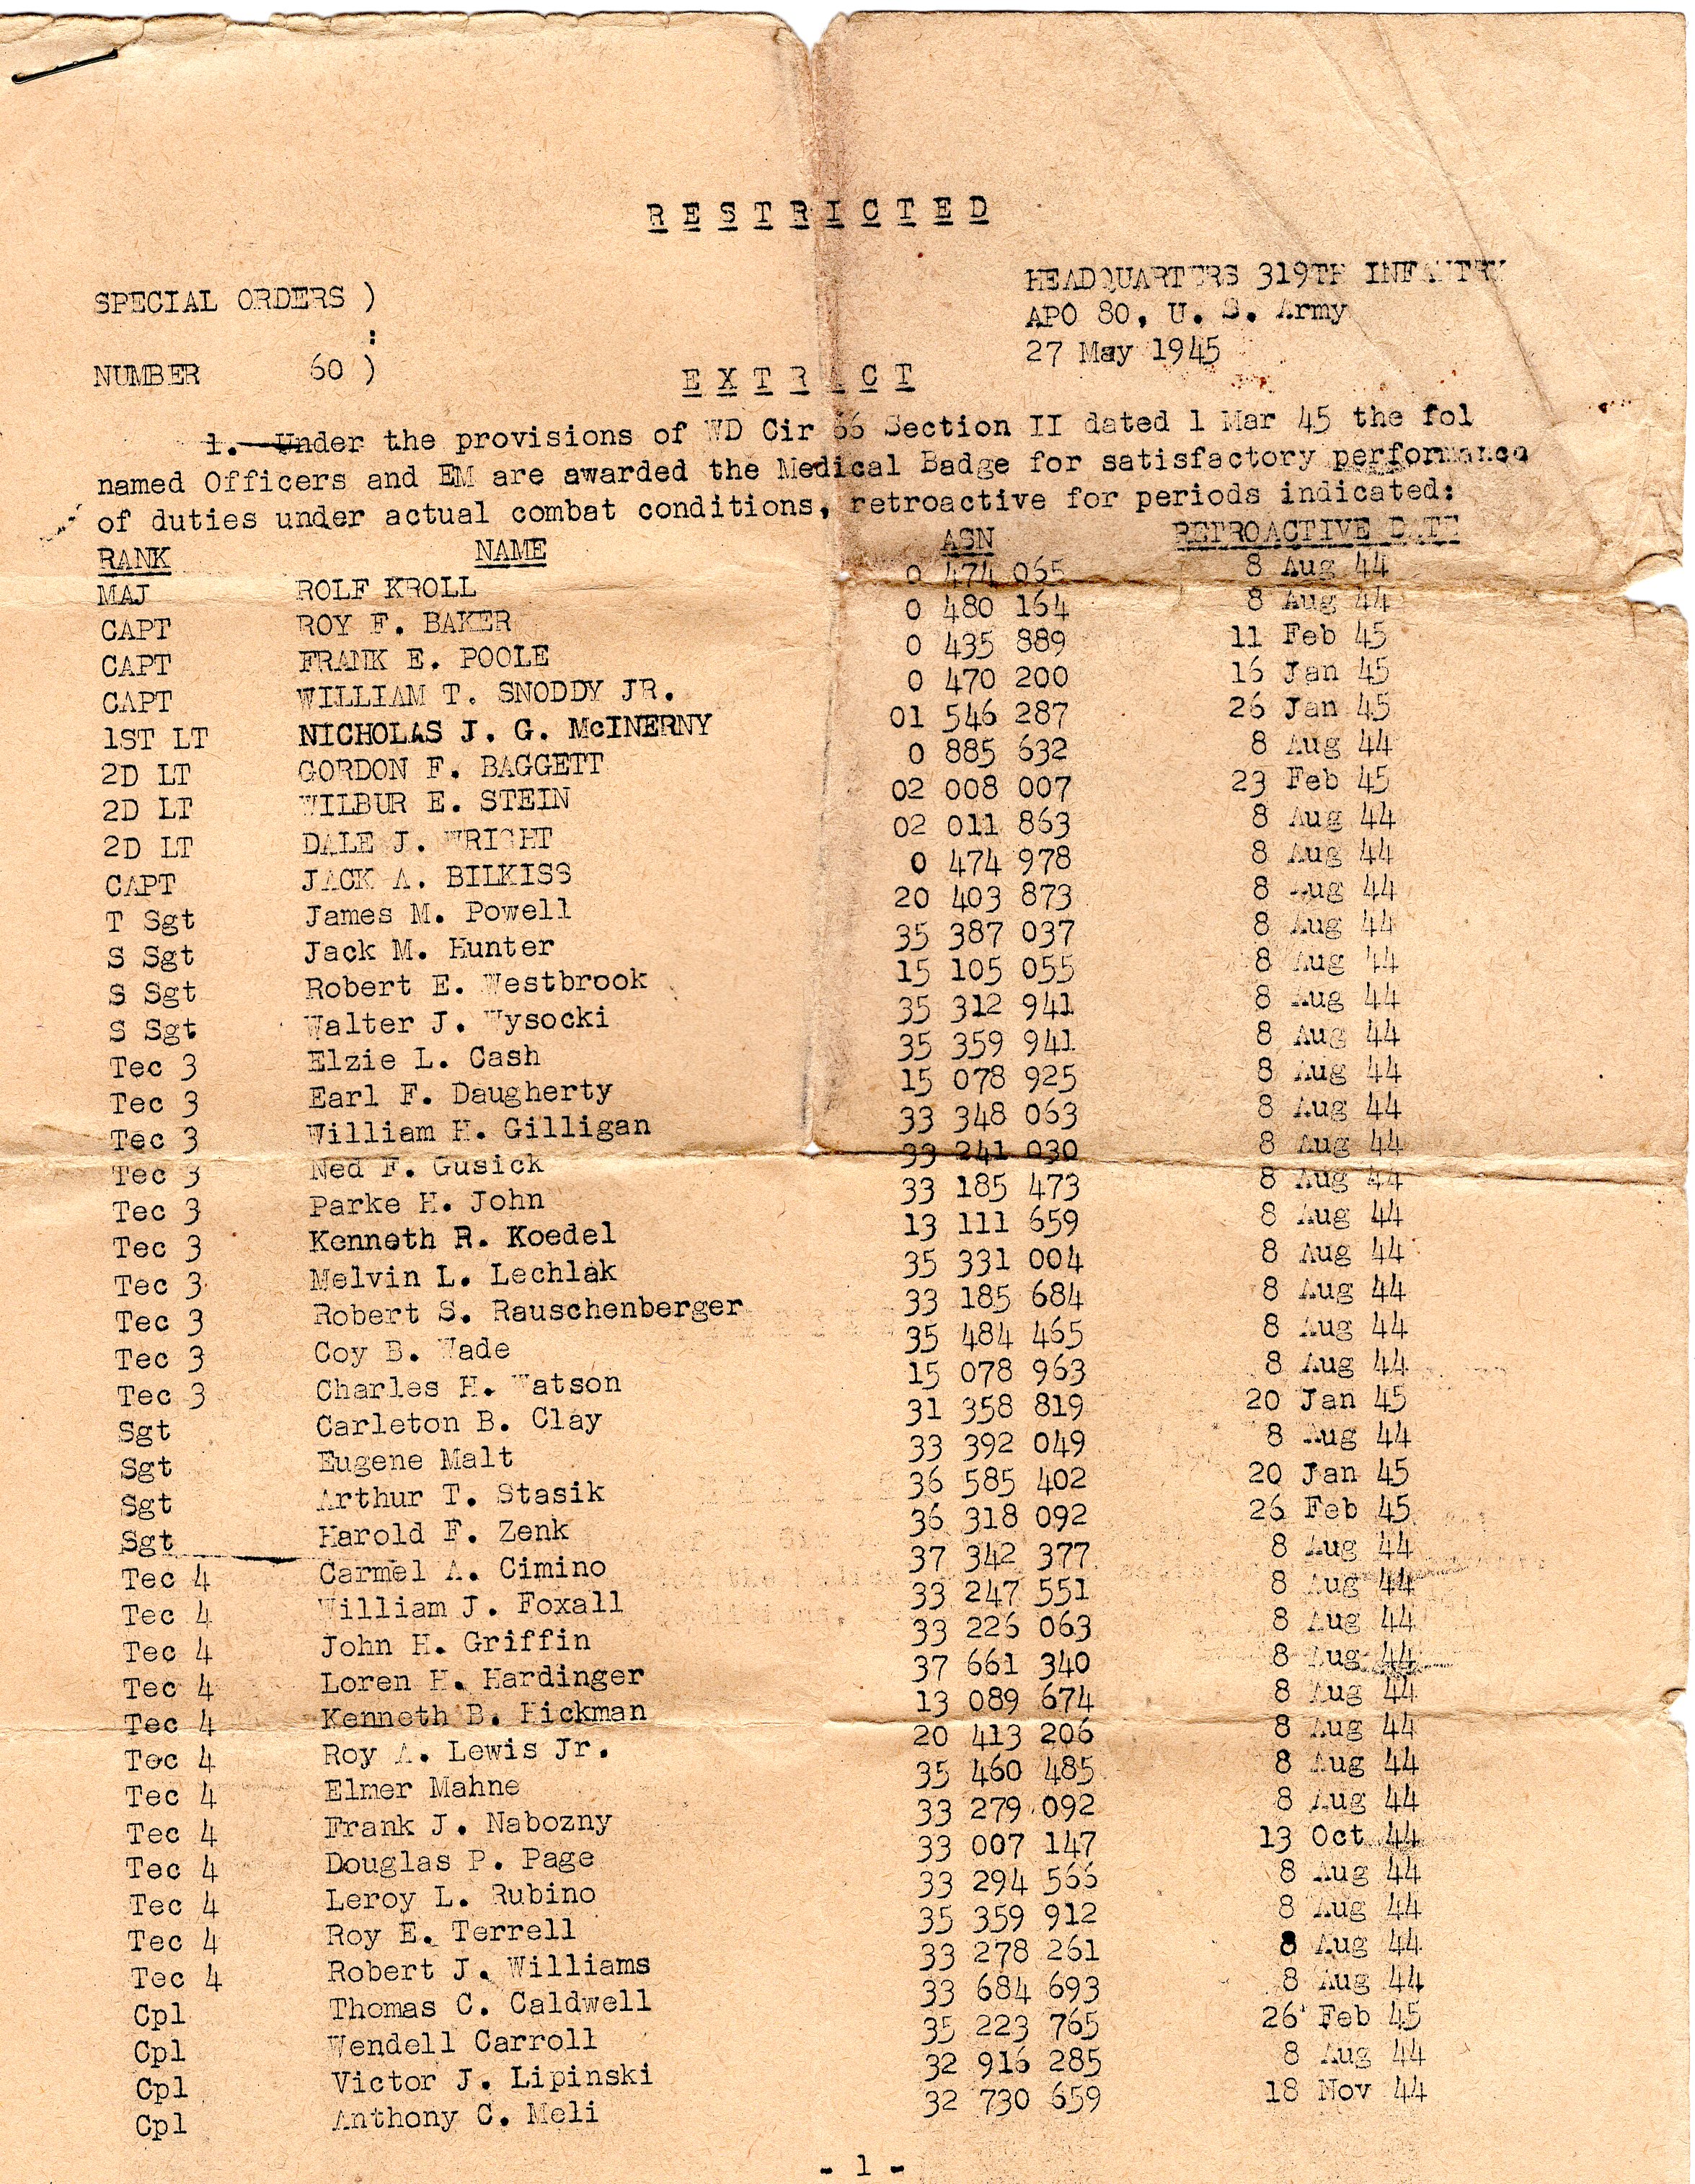 RESTRICTED
SPECIAL ORDERS ) HEADQUARTERS 319TH INFANTRY
: APO 80, U. S. Army
NUMBER 60 ) 27 May 1945
EXTRACT
1. Under the provisions of WD Cir 66 Section II dated 1 Mar 45 the fol
named Officers and EM are awarded the Medical Badge for satisfactory performance
of duties under actual combat conditions, retroactive for periods indicated:
RANK NAME ASN RETROACTIVE DATE
MAJ ROLF KROLL 0 474 065 8 Aug 44
CAPT ROY F. BAKER 0 480 164 8 Aug 44
CAPT FRANK E. POOLE 0 435 889 11 Feb 45
CAPT WILLIAM T. SNODDY JR. 0 470 200 16 Jan 45
1ST LT NICHOLAS J. G. McINERNY 01 546 287 26 Jan 45
2D LT GORDON F. BAGGETT 0 885 632 8 Aug 44
2D LT WILBUR E. STEIN 02 008 007 23 Feb 45
2D LT DALE J. WRIGHT 02 011 863 8 Aug 44
CAPT JACK A. BILKISS 0 474 978 8 Aug 44
T Sgt James M. Powell 20 403 873 8 Aug 44
S Sgt Jack M. Hunter 35 387 037 8 Aug 44
S Sgt Robert E. Westbrook 15 105 055 8 Aug 44
S Sgt Walter J. Wysocki 35 312 941 8 Aug 44
Tec 3 Elzie L. Cash 35 359 941 8 Aug 44
Tec 3 Earl F. Daugherty 15 078 925 8 Aug 44
Tec 3 William H. Gilligan 33 348 063 8 Aug 44
Tec 3 Ned F. Gusick 33 241 030 8 Aug 44
Tec 3 Parke H. John 33 185 473 8 Aug 44
Tec 3 Kenneth R. Koedel 13 111 659 8 Aug 44
Tec 3 Melvin L. Lechlak 35 331 004 8 Aug 44
Tec 3 Robert S. Rauschenberger 33 185 684 8 Aug 44
Tec 3 Coy B. Wade 35 484 465 8 Aug 44
Tec 3 Charles H. Watson 15 078 963 8 Aug 44
Sgt Carleton B. Clay 31 358 819 20 Jan 45
Sgt Eugene Malt 33 392 049 8 Aug 44
Sgt Arthur T. Stasik 36 585 402 20 Jan 45
Sgt Harold F. Zenk 36 318 092 26 Feb 45
Tec 4 Carmel A. Cimino 37 342 377 8 Aug 44
Tec 4 William J. Foxall 33 247 551 8 Aug 44
Tec 4 John H. Griffin 33 226 063 8 Aug 44
Tec 4 Loren H. Hardinger 37 661 340 8 Aug 44
Tec 4 Kenneth B. Hickman 13 089 674 8 Aug 44
Tec 4 Roy A. Lewis Jr. 20 413 206 8 Aug 44
Tec 4 Elmer Mahne 35 460 485 8 Aug 44
Tec 4 Frank J. Nabozny 33 279 092 8 Aug 44
Tec 4 Douglas P. Page 33 007 147 13 Oct 44
Tec 4 Leroy L. Rubino 33 294 566 8 Aug 44
Tec 4 Roy E. Terrell 35 359 912 8 Aug 44
Tec 4 Robert J. Williams 33 278 261 8 Aug 44
Cpl Thomas C. Caldwell 33 684 693 8 Aug 44
Cpl Wendell Carroll 35 223 765 26 Feb 45
Cpl Victor J. Lipinski 32 916 285 8 Aug 44
Cpl Anthony C. Meli 32 730 659 18 Nov 44
- 1 -